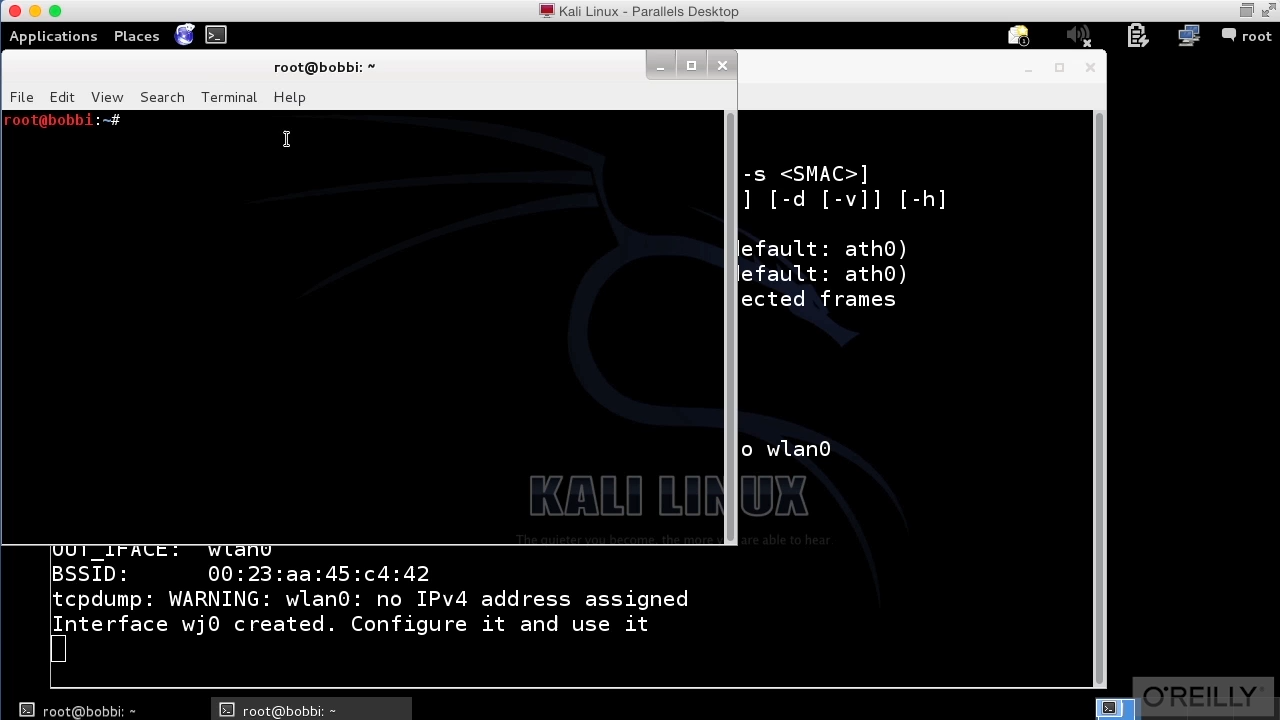 Kali Linux - Parallels Desktop
Applications Places
1
root
root@bobbi: ~
File Edit View Search Terminal Help
root@bobbi:~#
-s <SMAC>]
] [-d [-v]] [-h]
efault: ath0)
efault: ath0)
ected frames
o wlan0
KALI LINUX
The quieter you become, the more you are able to hear.
OUT_IFACE: wlan0
BSSID: 00:23:aa:45:c4:42
tcpdump: WARNING: wlan0: no IPv4 address assigned
Interface wj0 created. Configure it and use it
root@bobbi: ~
root@bobbi: ~
O'REILLY